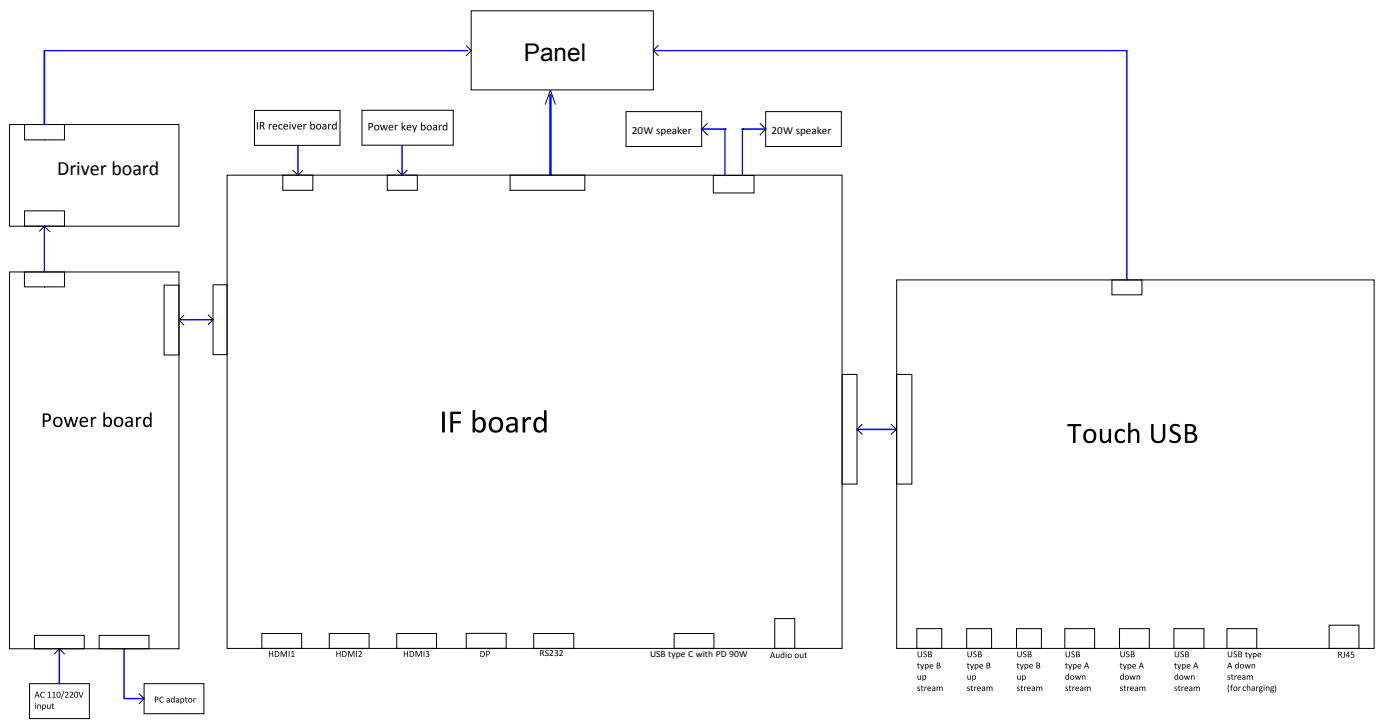 Panel
IR receiver board
Power key board
20W speaker
20W speaker
Driver board
Power board
IF board
Touch USB
HDMI1
HDMI2
HDMI3
DP
RS232
USB type C with PD 90W
Audio out
USB
type B
up
stream
USB
type B
up
stream
USB
type B
up
stream
USB
type A
down
stream
USB
type A
down
stream
USB
type A
down
stream
USB type
A down
stream
(for charging)
RJ45
AC 110/220V
input
PC adaptor